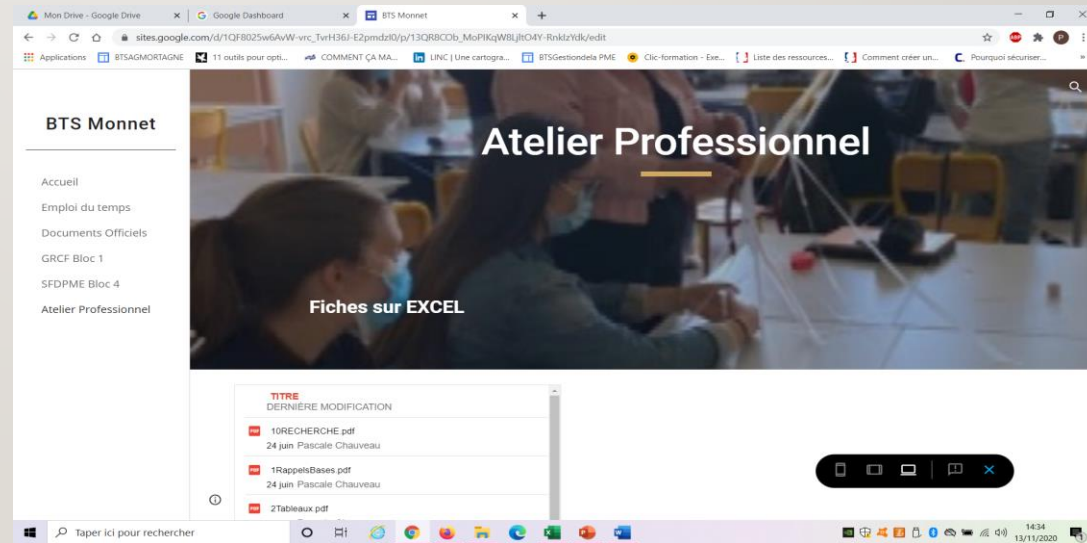 Mon Drive - Google Drive
Google Dashboard
BTS Monnet
sites.google.com/d/1QF8025w6AvW-vrc_TvrH36J-E2pmdzI0/p/13QR8COb_MoPIKqW8LjltO4Y-RnkIzYdk/edit
Applications
BTSAGMORTAGNE
11 outils pour opti...
COMMENT ÇA MA...
LINC | Une cartogra...
BTSGestiondela PME
Clic-formation - Exe...
Liste des ressources...
Comment créer un...
Pourquoi sécuriser...
BTS Monnet
Accueil
Emploi du temps
Documents Officiels
GRCF Bloc 1
SFDPME Bloc 4
Atelier Professionnel
Atelier Professionnel
Fiches sur EXCEL
TITRE
DERNIÈRE MODIFICATION
10RECHERCHE.pdf
24 juin Pascale Chauveau
1RappelsBases.pdf
24 juin Pascale Chauveau
2Tableaux.pdf
Taper ici pour rechercher
14:34
13/11/2020